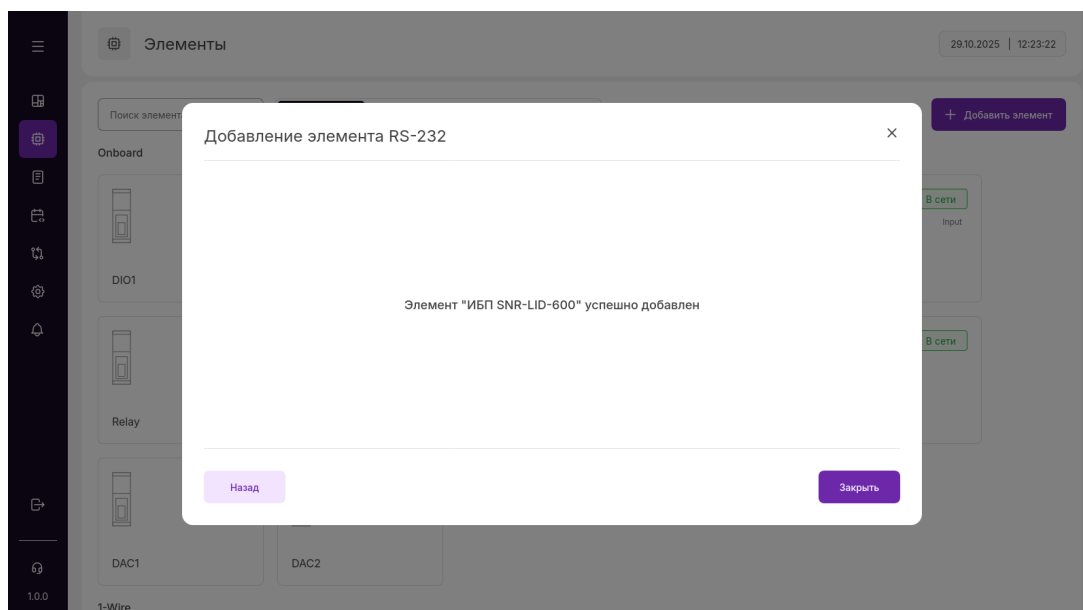 Элементы
29.10.2025 | 12:23:22
Поиск элемент
+ Добавить элемент
Добавление элемента RS-232
Onboard
В сети
Input
DIO1
Элемент "ИБП SNR-LID-600" успешно добавлен
В сети
Relay
Назад
Закрыть
DAC1
DAC2
1.0.0
1-Wire